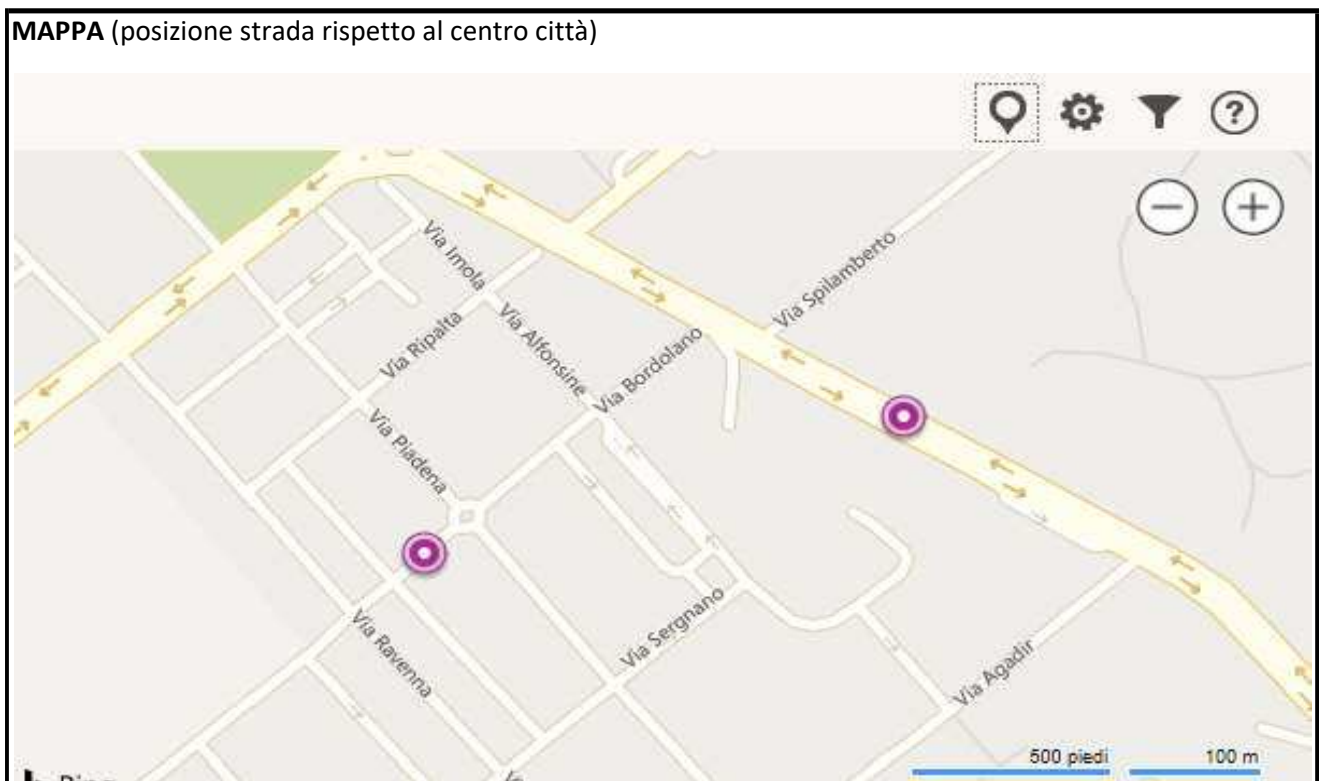 MAPPA (posizione strada rispetto al centro città)
?
Via Imola
Via Spilamberto
Via Ripalta
Via Alfonsine
Via Bordolano
Via Piadena
Via Sergnano
Via Ravenna
Via Agadir
500 piedi
100 m